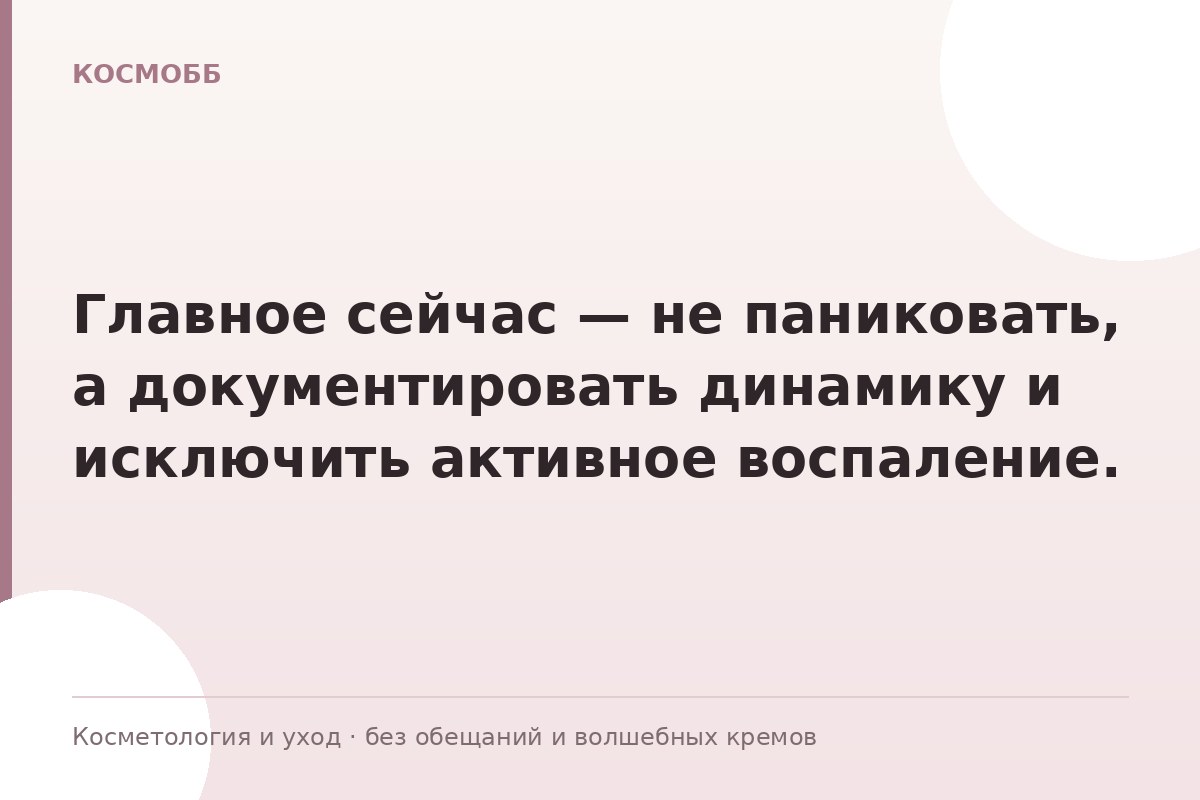 КОСМОББ
Главное сейчас — не паниковать,
а документировать динамику и
исключить активное воспаление.
Косметология и уход · без обещаний и волшебных кремов